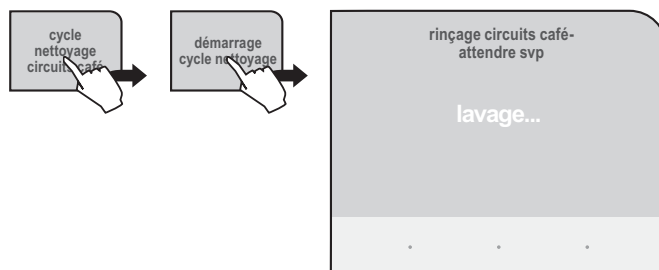 cycle
nettoyage
circuits café
démarrage
cycle nettoyage
rinçage circuits café-
attendre svp
lavage...